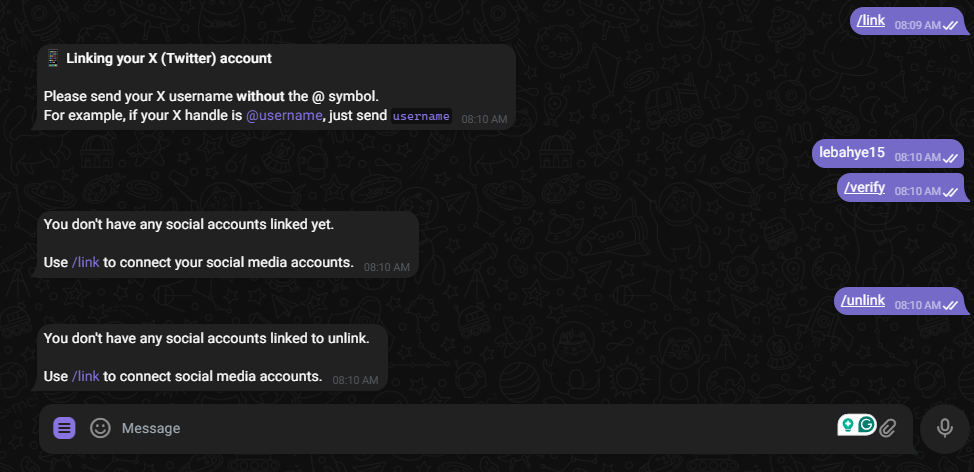 /link 08:09 AM
📱 Linking your X (Twitter) account
Please send your X username without the @ symbol.
For example, if your X handle is @username, just send username 08:10 AM
lebahye15 08:10 AM
/verify 08:10 AM
You don't have any social accounts linked yet.
Use /link to connect your social media accounts. 08:10 AM
/unlink 08:10 AM
You don't have any social accounts linked to unlink.
Use /link to connect social media accounts. 08:10 AM
Message